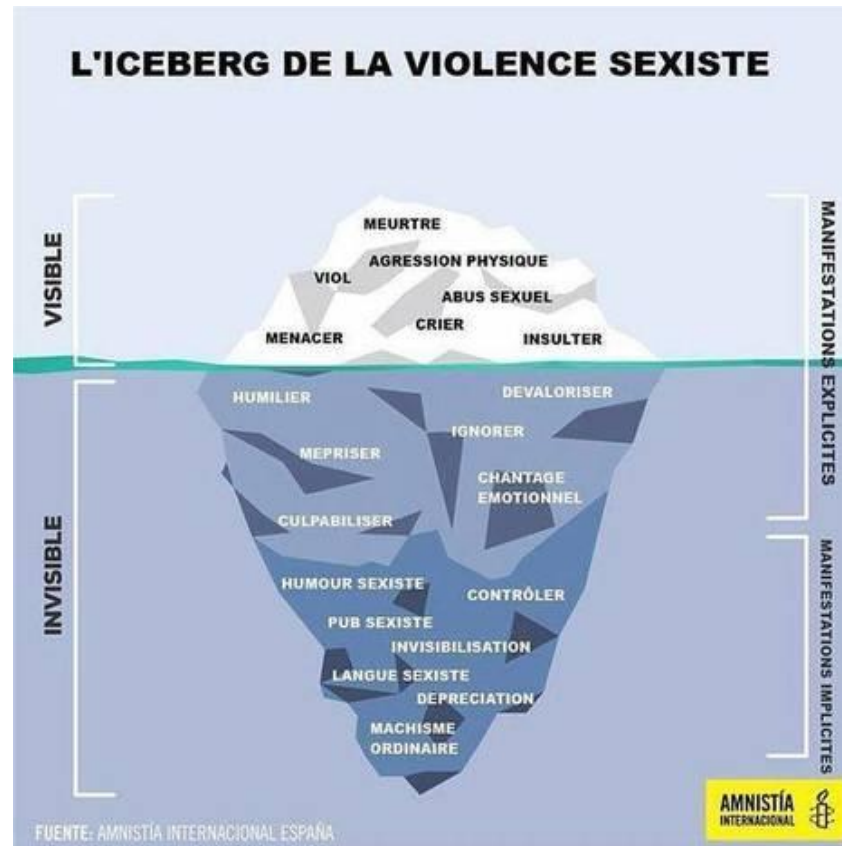 L'ICEBERG DE LA VIOLENCE SEXISTE
VISIBLE
MANIFESTATIONS EXPLICITES
MEURTRE
AGRESSION PHYSIQUE
VIOL
ABUS SEXUEL
CRIER
MENACER
INSULTER
INVISIBLE
HUMILIER
DEVALORISER
IGNORER
MEPRISER
CHANTAGE
EMOTIONNEL
CULPABILISER
MANIFESTATIONS IMPLICITES
HUMOUR SEXISTE
CONTRÔLER
PUB SEXISTE
INVISIBILISATION
LANGUE SEXISTE
DEPRECIATION
MACHISME
ORDINAIRE
AMNISTÍA
INTERNACIONAL
FUENTE: AMNISTÍA INTERNACIONAL ESPAÑA